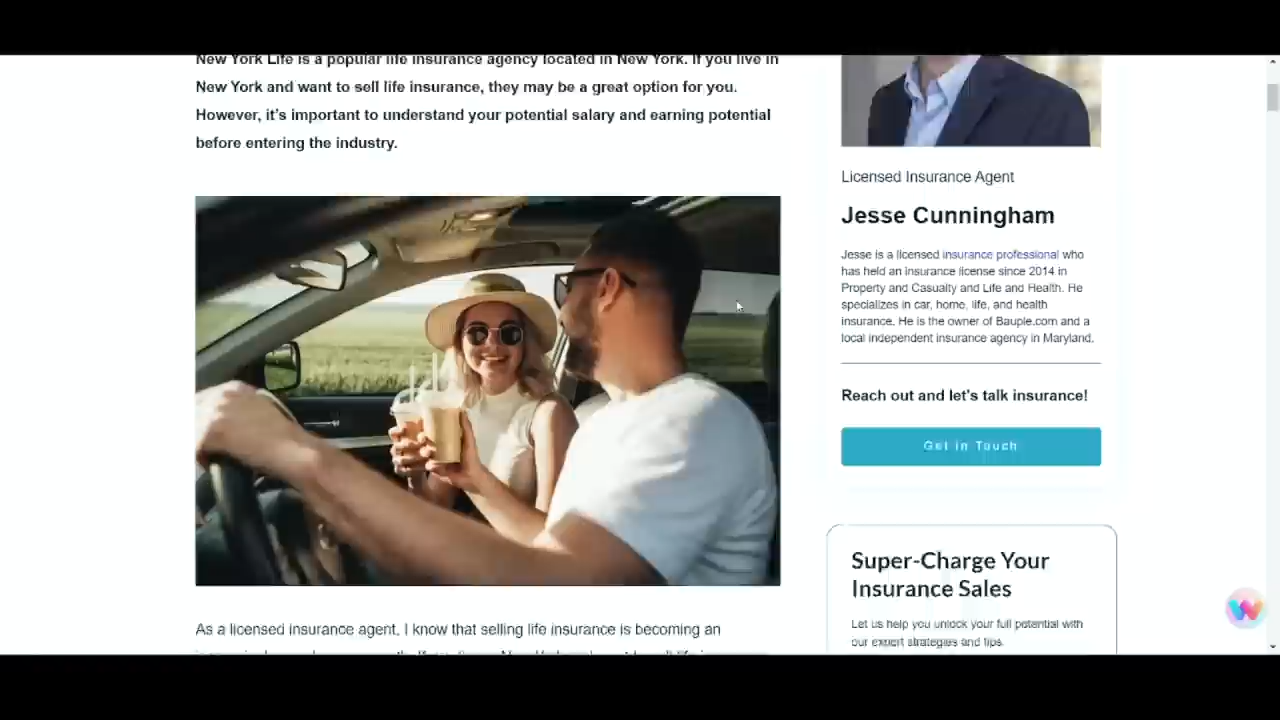 New York Life is a popular life insurance agency located in New York. If you live in
New York and want to sell life insurance, they may be a great option for you.
However, it's important to understand your potential salary and earning potential
before entering the industry.
As a licensed insurance agent, I know that selling life insurance is becoming an
Licensed Insurance Agent
Jesse Cunningham
Jesse is a licensed insurance professional who
has held an insurance license since 2014 in
Property and Casualty and Life and Health. He
specializes in car, home, life, and health
insurance. He is the owner of Bauple.com and a
local independent insurance agency in Maryland.
Reach out and let's talk insurance!
Get in Touch
Super-Charge Your
Insurance Sales
Let us help you unlock your full potential with
our expert strategies and tips.